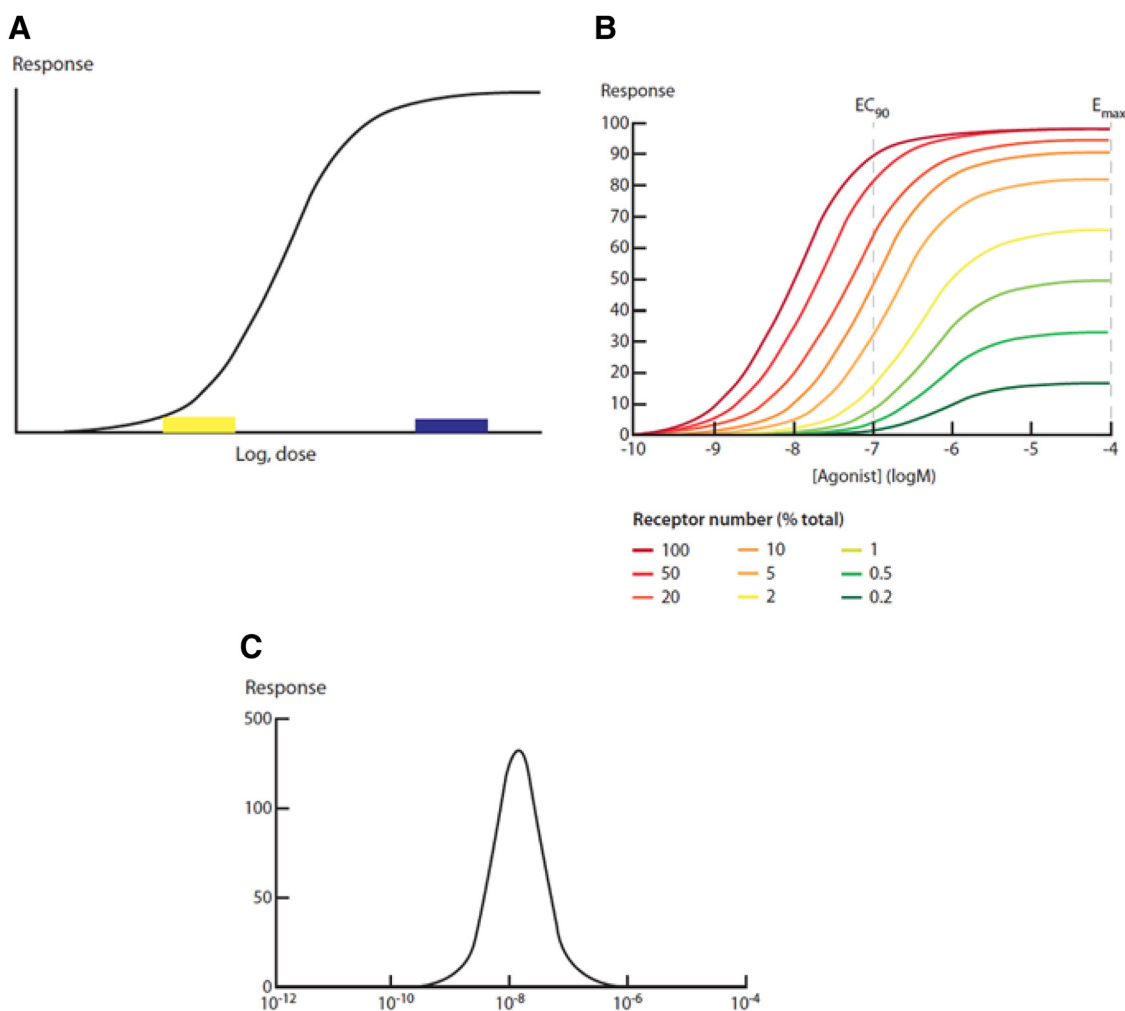 A
Response
Log, dose
B
Response
EC90
Emax
100
90
80
70
60
50
40
30
20
10
0
-10 -9 -8 -7 -6 -5 -4
[Agonist] (logM)
Receptor number (% total)
100 10 1
50 5 0.5
20 2 0.2
C
Response
500
100
50
0
10-12 10-10 10-8 10-6 10-4